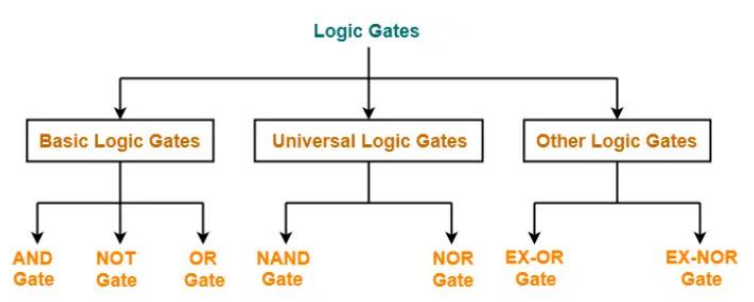 Logic Gates
Basic Logic Gates
Universal Logic Gates
Other Logic Gates
AND
Gate
NOT
Gate
OR
Gate
NAND
Gate
NOR
Gate
EX-OR
Gate
EX-NOR
Gate